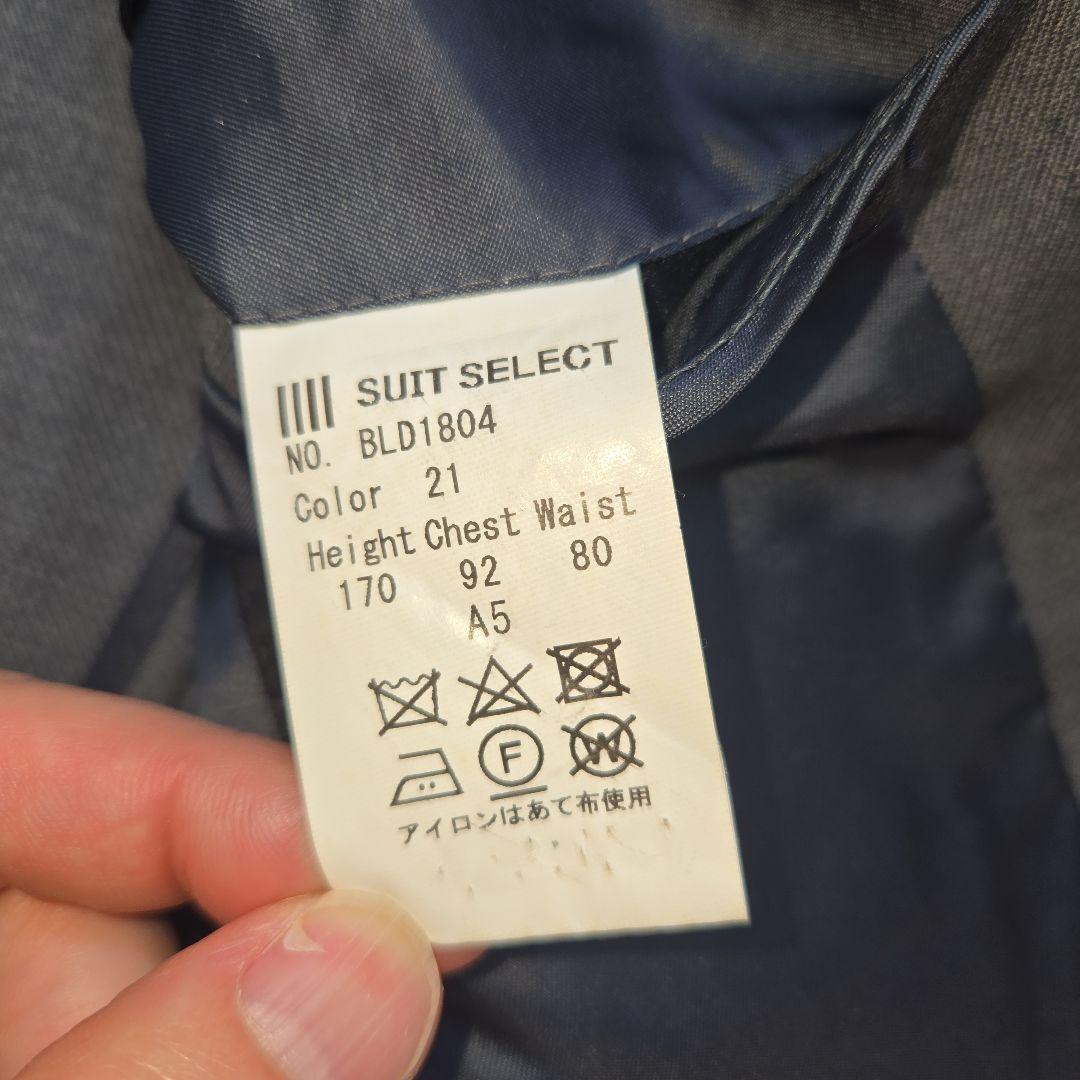 SUIT SELECT
NO. BLD1804
Color 21
Height Chest Waist
170 92 80
A5
F W
アイロンはあて布使用